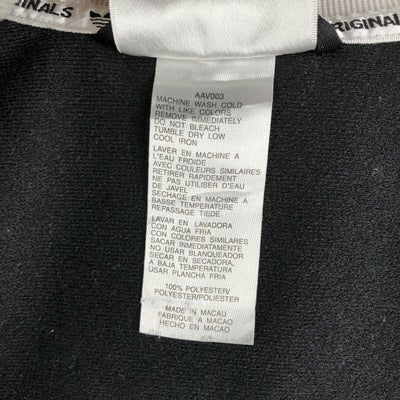 INALS
RIGINALS
AAV003
MACHINE WASH COLD
WITH LIKE COLORS
REMOVE IMMEDIATELY
DO NOT BLEACH
TUMBLE DRY LOW
COOL IRON
LAVER EN MACHINE A
L'EAU FROIDE
AVEC COULEURS SIMILAIRES
RETIRER RAPIDEMENT
NE PAS UTILISER D'EAU
DE JAVEL
SECHAGE EN MACHINE A
BASSE TEMPERATURE
REPASSAGE TIEDE
LAVAR EN LAVADORA
CON AGUA FRIA
CON COLORES SIMILARES
SACAR INMEDIATAMENTE
NO USAR BLANQUEADOR
SECAR EN SECADORA,
A BAJA TEMPERATURA
USAR PLANCHA FRIA
100% POLYESTER/
POLYESTER/POLIESTER
MADE IN MACAU
FABRIQUE A MACAO
HECHO EN MACAO